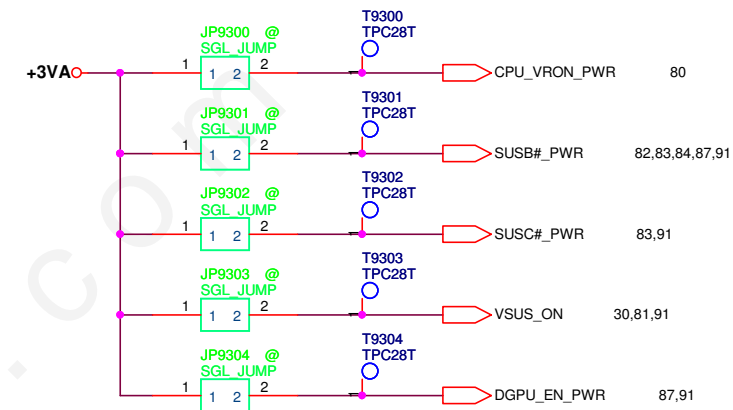 JP9300 @
SGL_JUMP
T9300
TPC28T
+3VA
1
1 2
2
CPU_VRON_PWR 80
JP9301 @
SGL_JUMP
T9301
TPC28T
1
1 2
2
SUSB#_PWR 82,83,84,87,91
JP9302 @
SGL_JUMP
T9302
TPC28T
1
1 2
2
SUSC#_PWR 83,91
JP9303 @
SGL_JUMP
T9303
TPC28T
1
1 2
2
VSUS_ON 30,81,91
JP9304 @
SGL_JUMP
T9304
TPC28T
1
1 2
2
DGPU_EN_PWR 87,91
.com